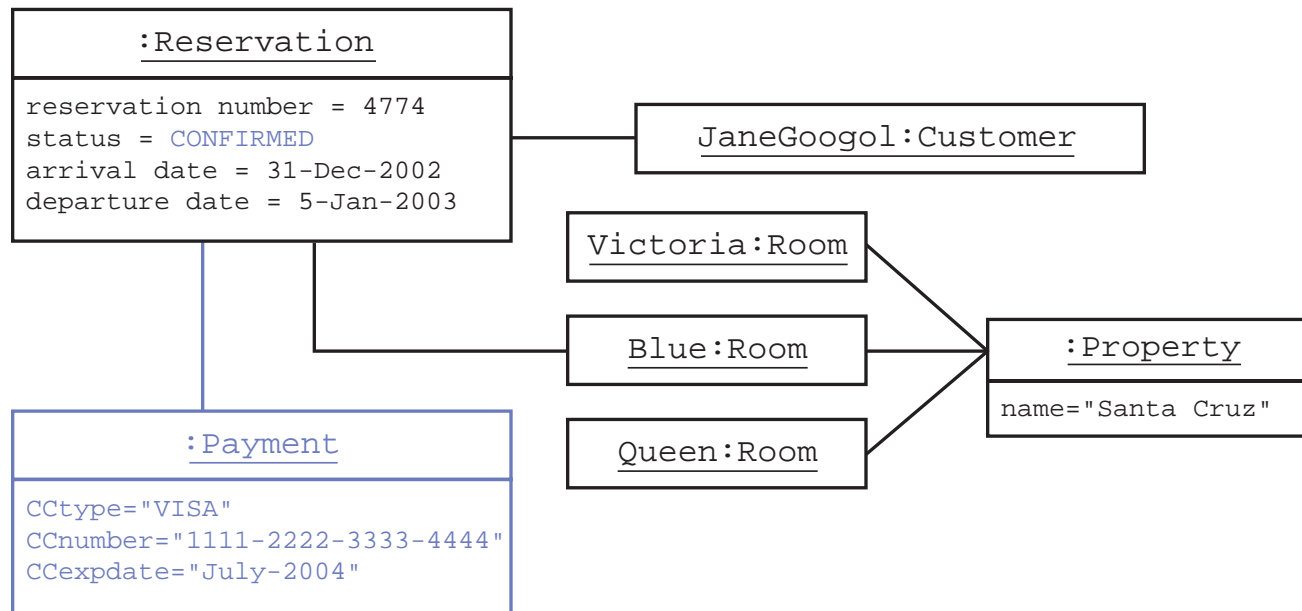 :Reservation
reservation number = 4774
status = CONFIRMED
arrival date = 31-Dec-2002
departure date = 5-Jan-2003
JaneGoogol:Customer
Victoria:Room
Blue:Room
Queen:Room
:Property
name="Santa Cruz"
:Payment
CCtype="VISA"
CCnumber="1111-2222-3333-4444"
CCexpdate="July-2004"